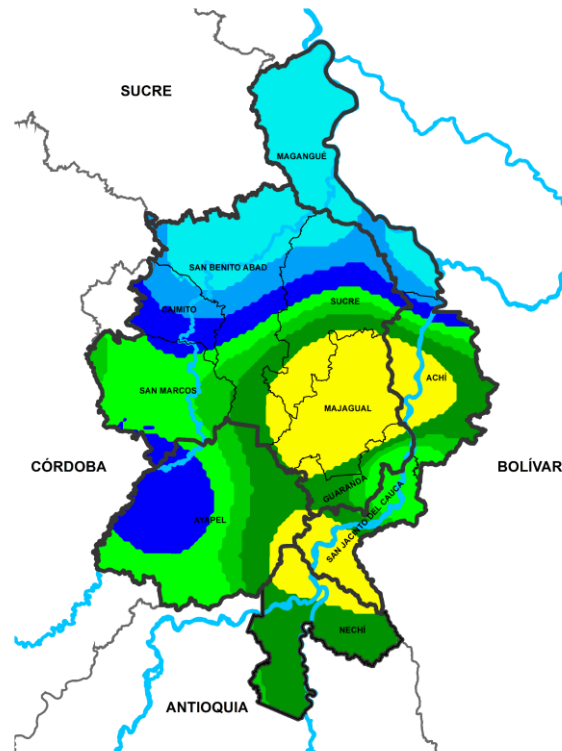 SUCRE
MAGANGUÉ
SAN BENITO ABAD
CAIMITO
SUCRE
ACHÍ
SAN MARCOS
MAJAGUAL
CÓRDOBA
BOLÍVAR
GUARANDA
AYAPEL
SAN JACINTO DEL CAUCA
NECHÍ
ANTIOQUIA